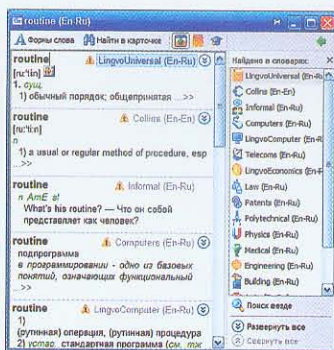 routine (En-Ru)
Формы слова Найти в карточке
routine LingvoUniversal (En-Ru)
[ru:'ti:n]
1. сущ.
1) обычный порядок; общепринятая ...>>
routine Collins (En-En)
[ru:'ti:n]
n
1) a usual or regular method of procedure, esp
...>>
routine Informal (En-Ru)
n AmE sl
What's his routine? — Что он собой
представляет как человек?
routine Computers (En-Ru)
подпрограмма
в программировании - одно из базовых
понятий, означающих функциональный
...>>
routine LingvoComputer (En-Ru)
1)
(рутинная) операция, (рутинная) процедура
2) устар. стандартная программа (см. тж
Найдено в словарях:
LingvoUniversal (En-Ru)
Collins (En-En)
Informal (En-Ru)
Computers (En-Ru)
LingvoComputer (En-Ru)
Telecoms (En-Ru)
LingvoEconomics (En-F
Law (En-Ru)
Patents (En-Ru)
Polytechnical (En-Ru)
Physics (En-Ru)
Medical (En-Ru)
Engineering (En-Ru)
Building (En-Ru)
Поиск везде
Развернуть все
Свернуть все